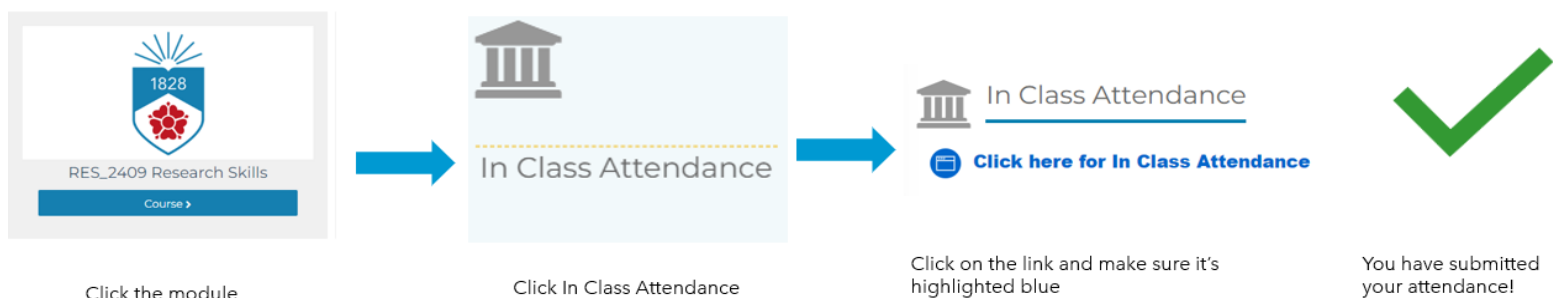 1828
RES_2409 Research Skills
Course >
Click the module
In Class Attendance
Click In Class Attendance
In Class Attendance
Click here for In Class Attendance
Click on the link and make sure it's
highlighted blue
You have submitted
your attendance!